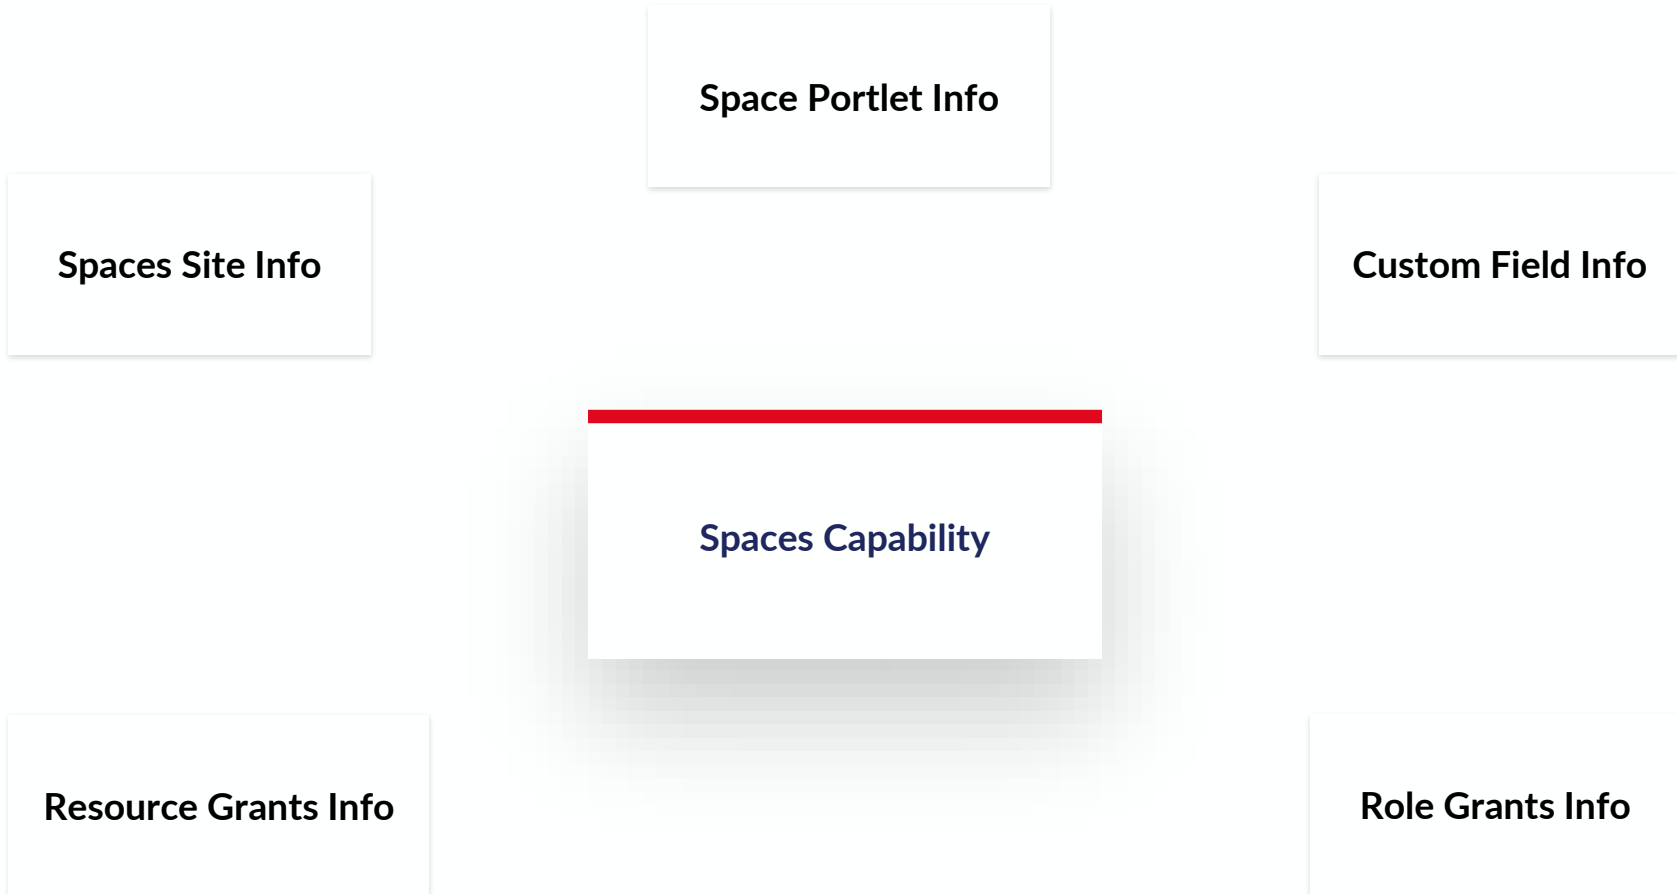 Space Portlet Info
Spaces Site Info
Custom Field Info
Spaces Capability
Resource Grants Info
Role Grants Info